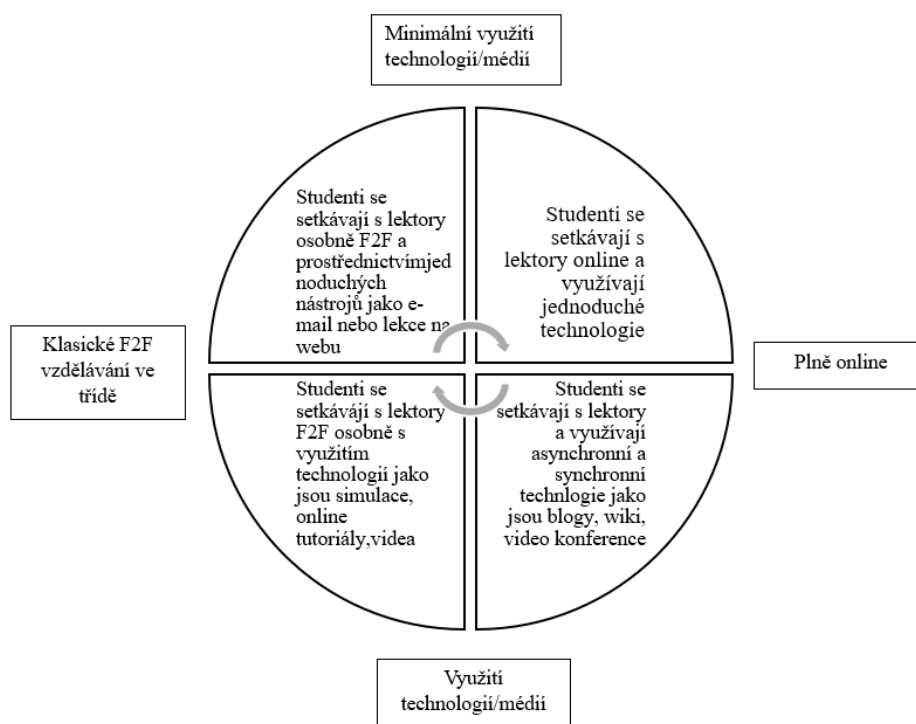 Minimální využití
technologií/médií
Studenti se
setkávají s lektory
osobně F2F a
prostřednictvímjed
noduchých
nástrojů jako e-
mail nebo lekce na
webu
Studenti se
setkávají s
lektory online a
využívají
jednoduché
technologie
Klasické F2F
vzdělávání ve
třídě
Plně online
Studenti se
setkávájí s lektory
F2F osobně s
využitím
technologií jako
jsou simulace,
online
tutoriály,videa
Studenti se
setkávají s lektory
a využívají
asynchronní a
synchronní
technlogie jako
jsou blogy, wiki,
video konference
Využití
technologií/médií